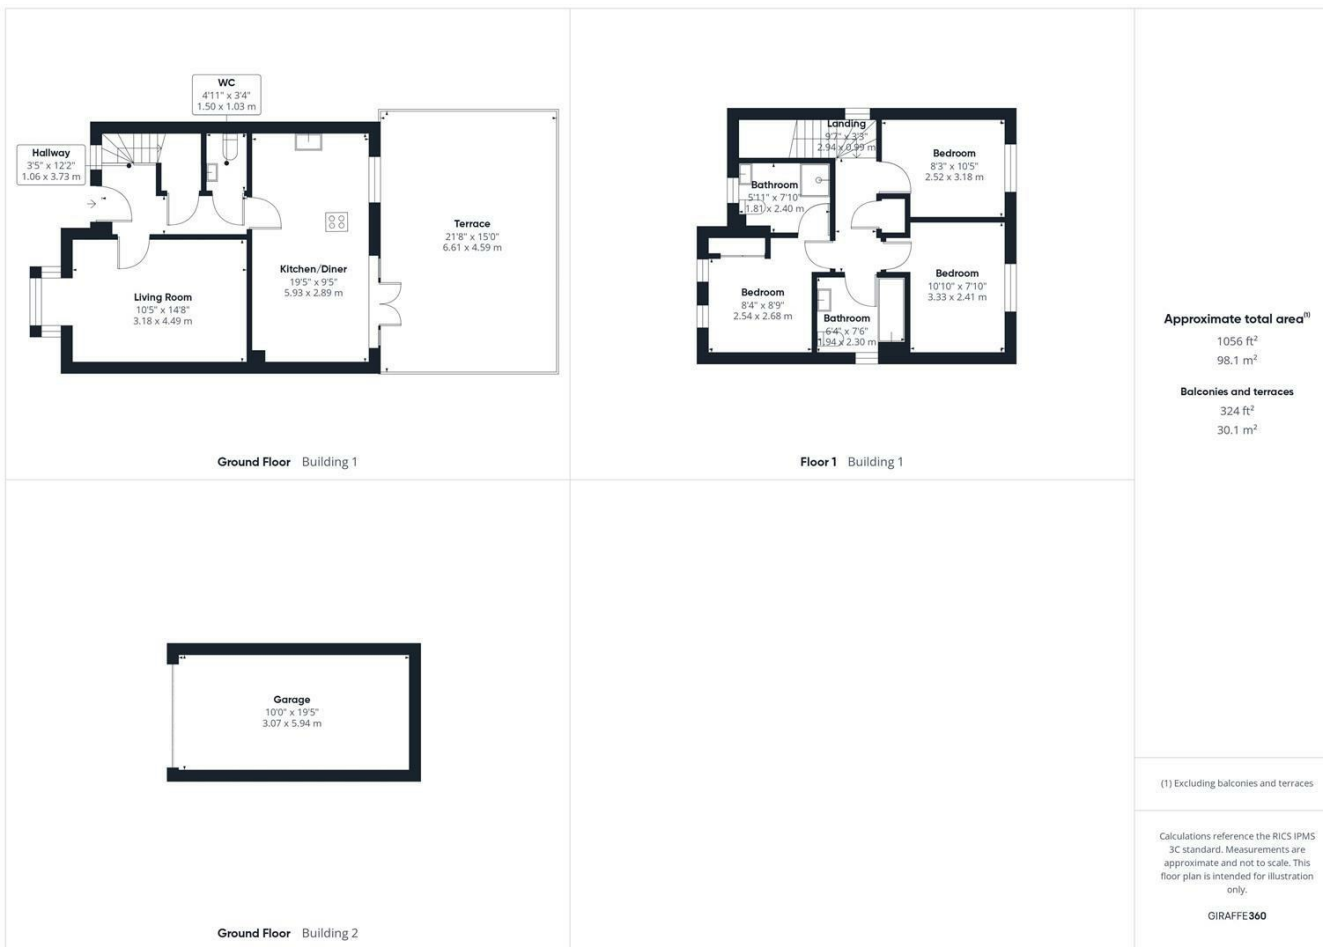 WC
4'11" x 3'4"
1.50 x 1.03 m
Hallway
3'5" x 12'2"
1.06 x 3.73 m
Terrace
21'8" x 15'0"
6.61 x 4.59 m
Kitchen/Diner
19'5" x 9'5"
5.93 x 2.89 m
Living Room
10'5" x 14'8"
3.18 x 4.49 m
Ground Floor Building 1
Landing
9'7" x 3'3"
2.94 x 0.99 m
Bedroom
8'3" x 10'5"
2.52 x 3.18 m
Bathroom
5'11" x 7'10"
1.81 x 2.40 m
Bedroom
10'10" x 7'10"
3.33 x 2.41 m
Bedroom
8'4" x 8'9"
2.54 x 2.68 m
Bathroom
6'4" x 7'6"
1.94 x 2.30 m
Floor 1 Building 1
Garage
10'0" x 19'5"
3.07 x 5.94 m
Ground Floor Building 2
Approximate total area(1)
1056 ft²
98.1 m²
Balconies and terraces
324 ft²
30.1 m²
(1) Excluding balconies and terraces
Calculations reference the RICS IPMS
3C standard. Measurements are
approximate and not to scale. This
floor plan is intended for illustration
only.
GIRAFFE360